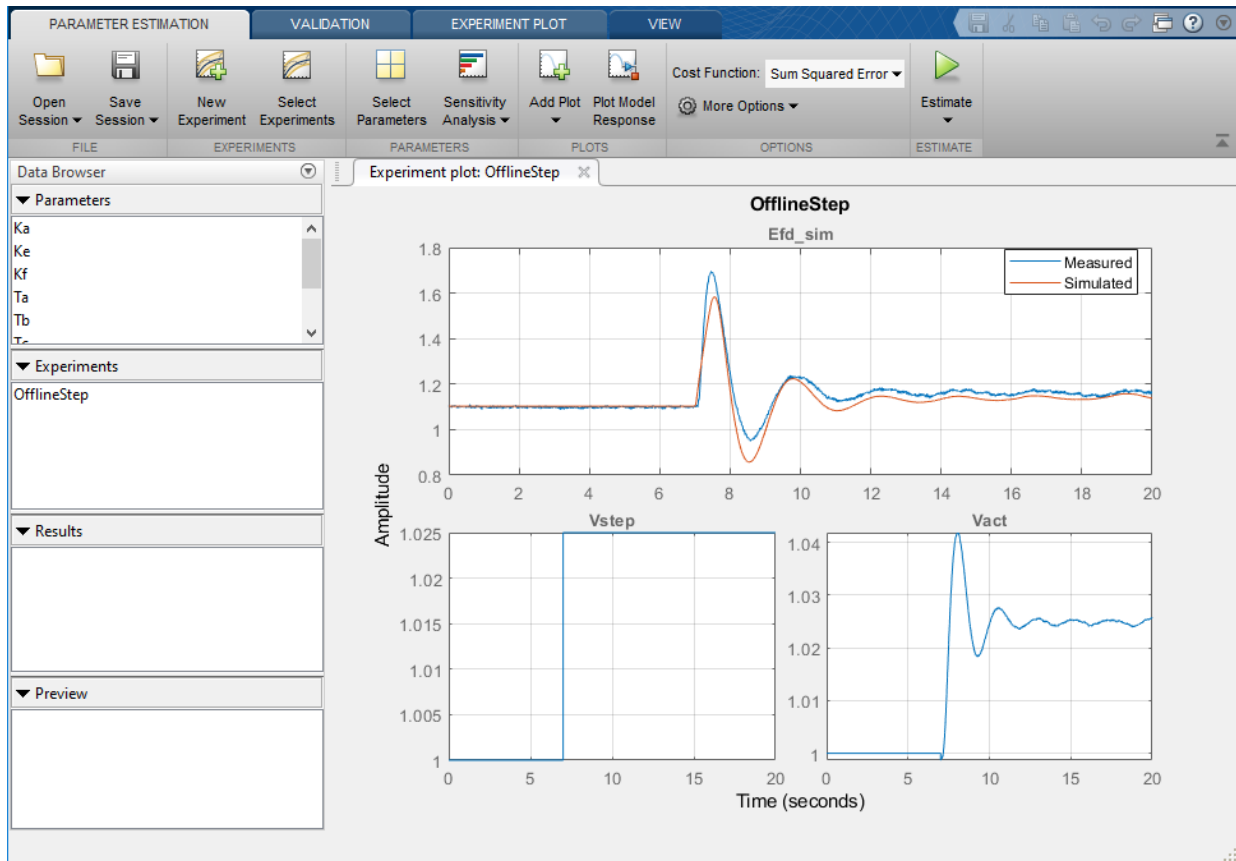 PARAMETER ESTIMATION VALIDATION EXPERIMENT PLOT VIEW
Open Session Save Session New Experiment Select Experiments Select Parameters Sensitivity Analysis Add Plot Plot Model Response Cost Function: Sum Squared Error Estimate
More Options
FILE EXPERIMENTS PARAMETERS PLOTS OPTIONS ESTIMATE
Data Browser
Parameters
Ka
Ke
Kf
Ta
Tb
Tc
Experiments
OfflineStep
Results
Preview
Experiment plot: OfflineStep
OfflineStep
Efd_sim
Measured
Simulated
1.8
1.6
1.4
1.2
1
0.8
0 2 4 6 8 10 12 14 16 18 20
Amplitude
Vstep
1.025
1.02
1.015
1.01
1.005
1
0 5 10 15 20
Vact
1.04
1.03
1.02
1.01
1
0 5 10 15 20
Time (seconds)